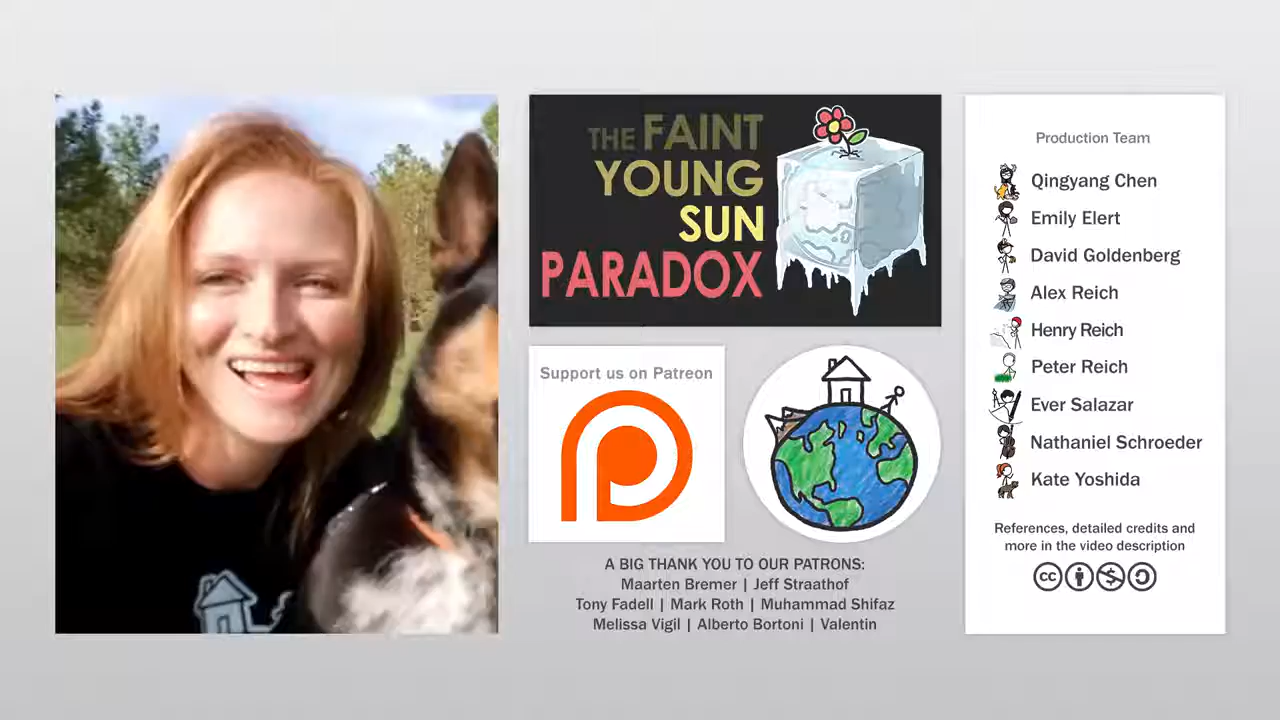 THE FAINT
YOUNG
SUN
PARADOX
Support us on Patreon
A BIG THANK YOU TO OUR PATRONS:
Maarten Bremer | Jeff Straathof
Tony Fadell | Mark Roth | Muhammad Shifaz
Melissa Vigil | Alberto Bortoni | Valentin
Production Team
Qingyang Chen
Emily Elert
David Goldenberg
Alex Reich
Henry Reich
Peter Reich
Ever Salazar
Nathaniel Schroeder
Kate Yoshida
References, detailed credits and
more in the video description
cc